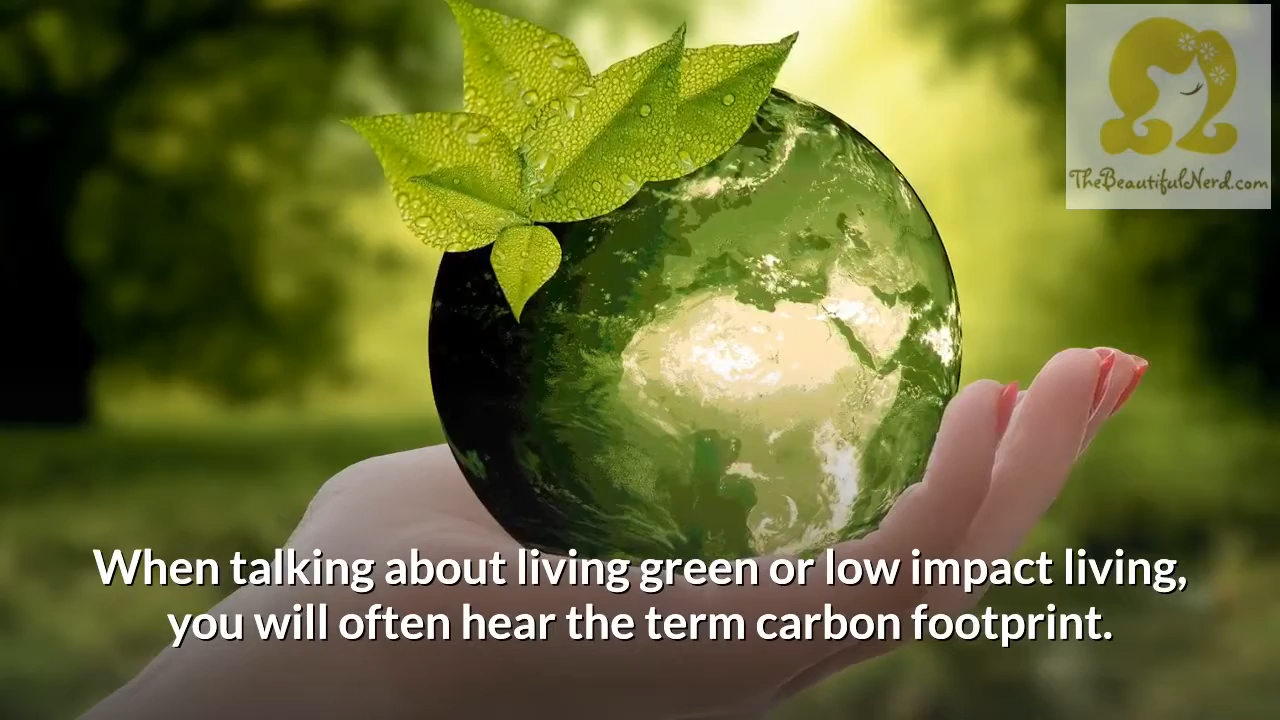 TheBeautifulNerd.com
When talking about living green or low impact living,
you will often hear the term carbon footprint.